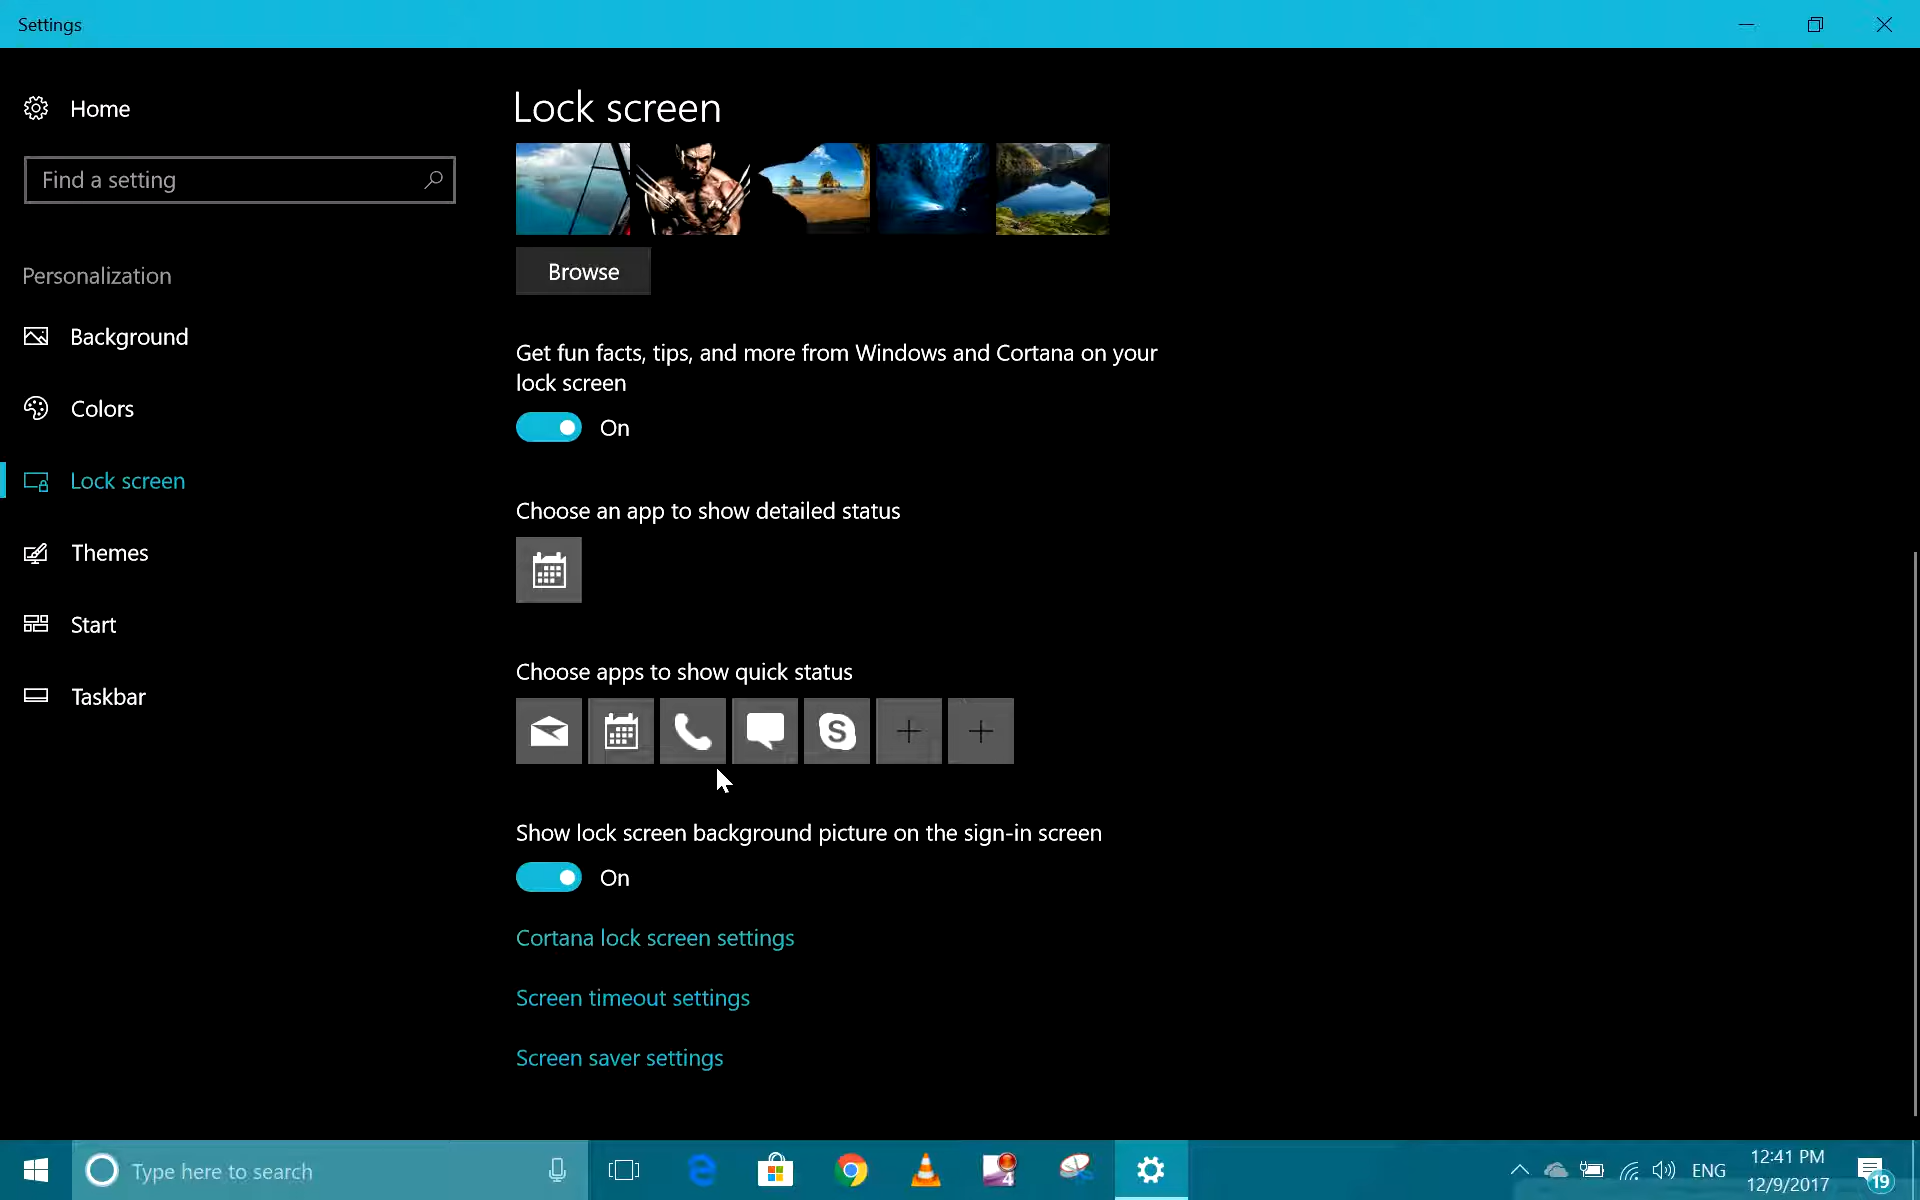 Settings
Home
Find a setting
Personalization
Background
Colors
Lock screen
Themes
Start
Taskbar
Lock screen
Browse
Get fun facts, tips, and more from Windows and Cortana on your
lock screen
On
Choose an app to show detailed status
Choose apps to show quick status
S
Show lock screen background picture on the sign-in screen
On
Cortana lock screen settings
Screen timeout settings
Screen saver settings
Type here to search
4
ENG
12:41 PM
12/9/2017
19